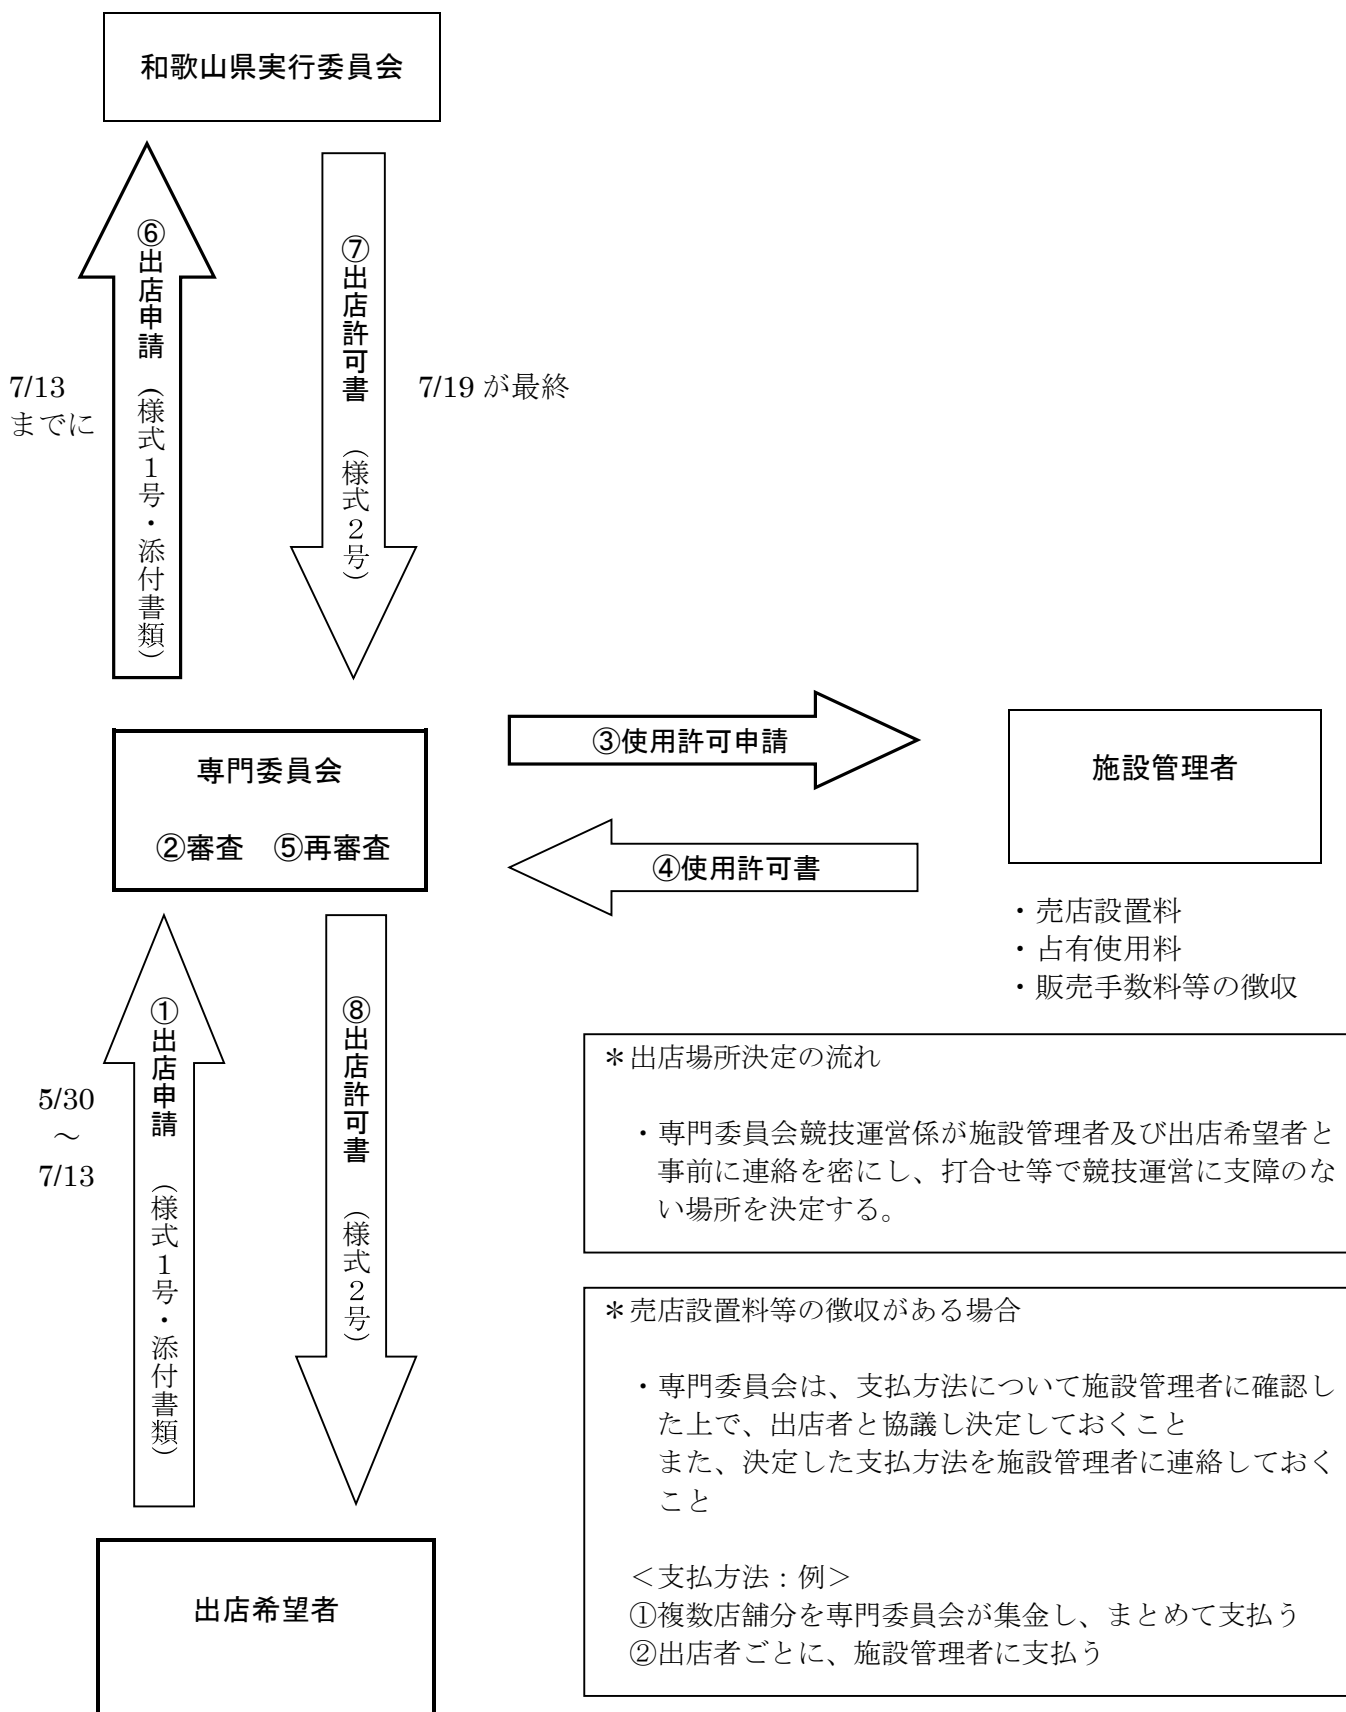 和歌山県実行委員会
⑥出店申請（様式１号・添付書類）
⑦出店許可書（様式２号）
7/13
までに
7/19 が最終
専門委員会
②審査　⑤再審査
③使用許可申請
④使用許可書
施設管理者
・売店設置料
・占有使用料
・販売手数料等の徴収
①出店申請（様式１号・添付書類）
⑧出店許可書（様式２号）
5/30
～
7/13
＊出店場所決定の流れ
・専門委員会競技運営係が施設管理者及び出店希望者と
事前に連絡を密にし、打合せ等で競技運営に支障のな
い場所を決定する。
＊売店設置料等の徴収がある場合
・専門委員会は、支払方法について施設管理者に確認し
た上で、出店者と協議し決定しておくこと
また、決定した支払方法を施設管理者に連絡しておく
こと
＜支払方法：例＞
①複数店舗分を専門委員会が集金し、まとめて支払う
②出店者ごとに、施設管理者に支払う
出店希望者